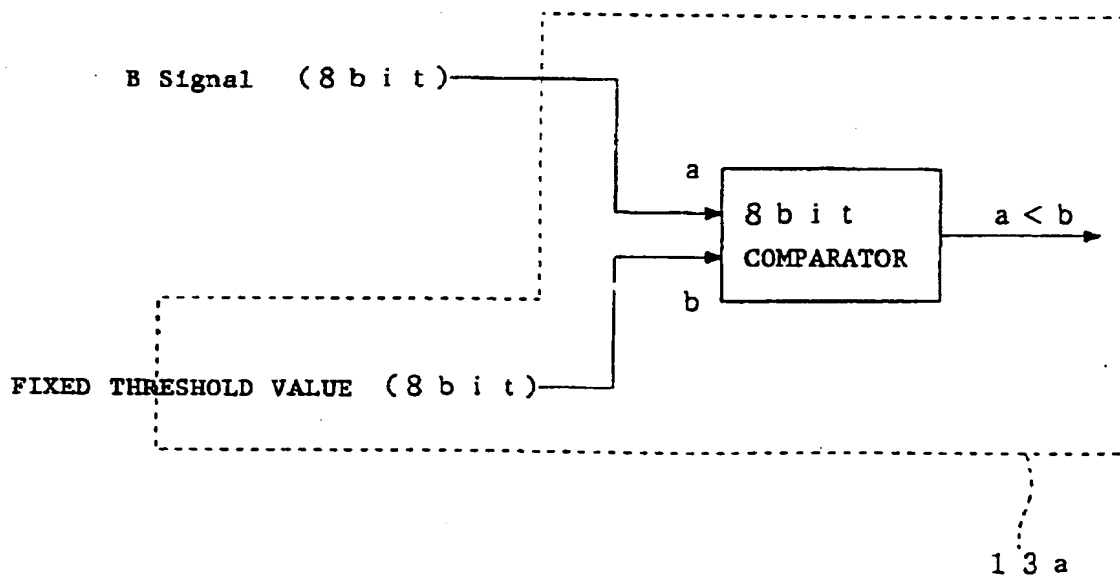 B Signal (8 bit)
a
8 bit
COMPARATOR
a < b
b
FIXED THRESHOLD VALUE (8 bit)
13a